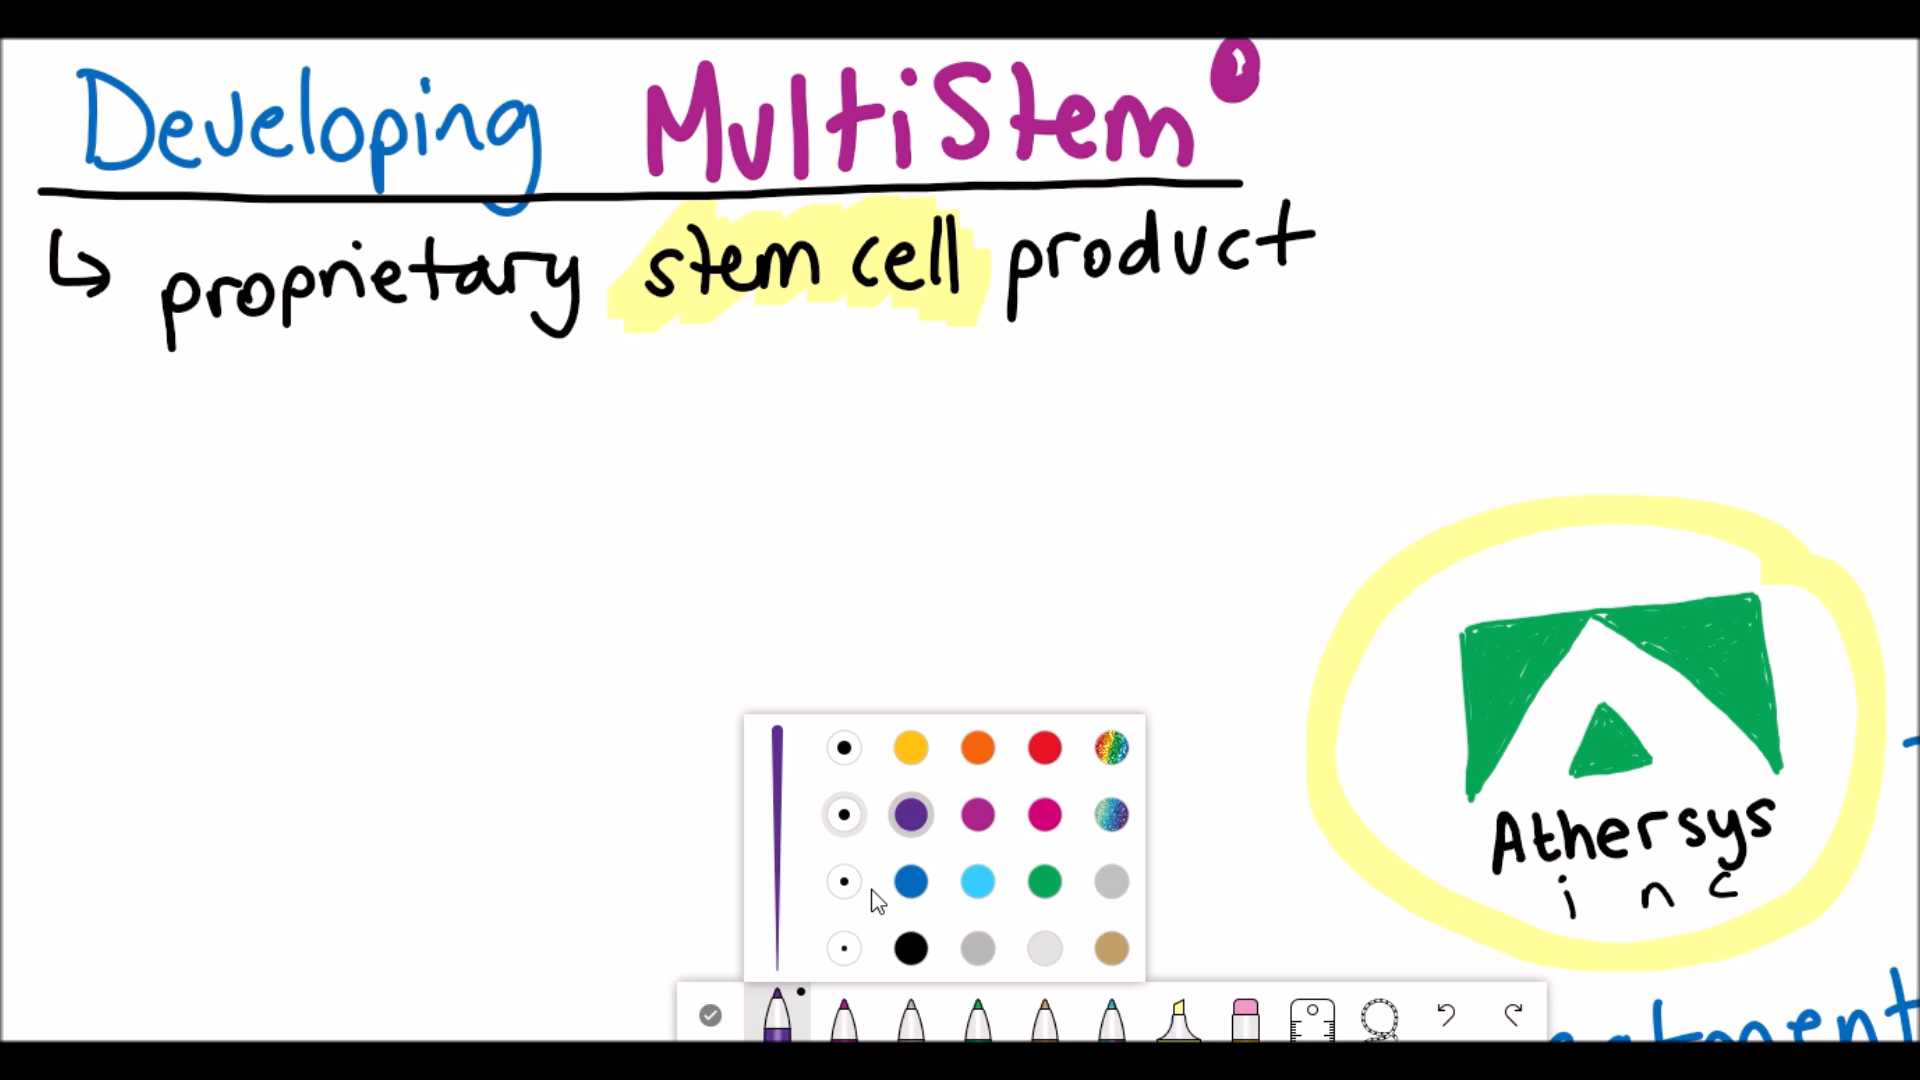 Developing MultiStem
↳ proprietary stem cell product
Athersys
inc